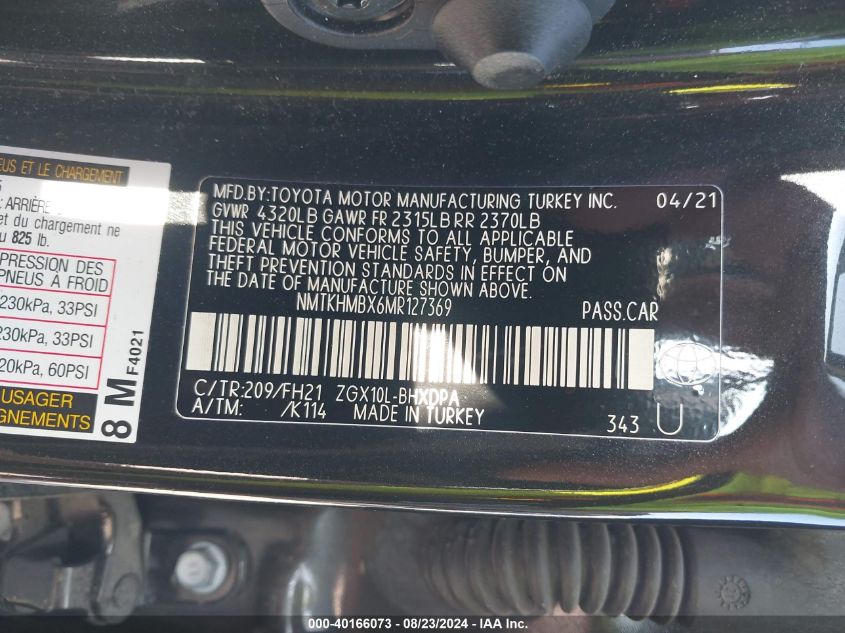 EUS ET LE CHARGEMENT
: ARRIÈRE
et du chargement ne
u 825 lb.
PRESSION DES
PNEUS À FROID
230kPa, 33PSI
230kPa, 33PSI
20kPa, 60PSI
USAGER
GNEMENTS
8 M F4021
MFD.BY:TOYOTA MOTOR MANUFACTURING TURKEY INC. 04/21
GVWR 4320LB GAWR FR 2315LB RR 2370LB
THIS VEHICLE CONFORMS TO ALL APPLICABLE
FEDERAL MOTOR VEHICLE SAFETY, BUMPER, AND
THEFT PREVENTION STANDARDS IN EFFECT ON
THE DATE OF MANUFACTURE SHOWN ABOVE.
NMTKHMBX6MR127369 PASS.CAR
C/TR:209/FH21 ZGX10L-BHXDPA
A/TM: /K114 MADE IN TURKEY 343 U
000-40166073 - 08/23/2024 - IAA Inc.